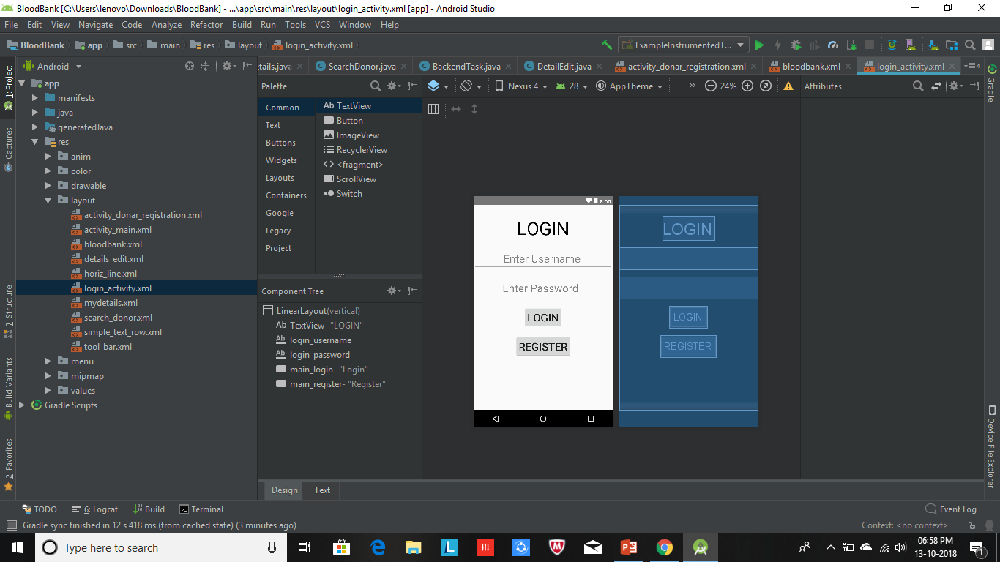 BloodBank [C:\Users\lenovo\Downloads\BloodBank] - ...\app\src\main\res\layout\login_activity.xml [app] - Android Studio
File Edit View Navigate Code Analyze Refactor Build Run Tools VCS Window Help
BloodBank app src main res layout login_activity.xml ExampleInstrumentedT...
Android
etails.java SearchDonor.java BackendTask.java DetailEdit.java activity_donar_registration.xml bloodbank.xml login_activity.xml 4
1: Project
Captures
7: Structure
Build Variants
2: Favorites
app
manifests
java
generatedJava
res
anim
color
drawable
layout
activity_donar_registration.xml
activity_main.xml
bloodbank.xml
details_edit.xml
horiz_line.xml
login_activity.xml
mydetails.xml
search_donor.xml
simple_text_row.xml
tool_bar.xml
menu
mipmap
values
Gradle Scripts
Palette
Common
Text
Buttons
Widgets
Layouts
Containers
Google
Legacy
Project
Ab TextView
Button
ImageView
RecyclerView
<fragment>
ScrollView
Switch
Component Tree
LinearLayout(vertical)
Ab TextView- "LOGIN"
Ab login_username
Ab login_password
main_login- "Login"
main_register- "Register"
Nexus 4 28 AppTheme » 24%
Attributes
8:00
LOGIN
Enter Username
Enter Password
LOGIN
REGISTER
LOGIN
LOGIN
REGISTER
Gradle
Device File Explorer
Design Text
TODO 6: Logcat Build Terminal Event Log
Gradle sync finished in 12 s 418 ms (from cached state) (3 minutes ago) Context: <no context>
Type here to search
06:58 PM
13-10-2018
1